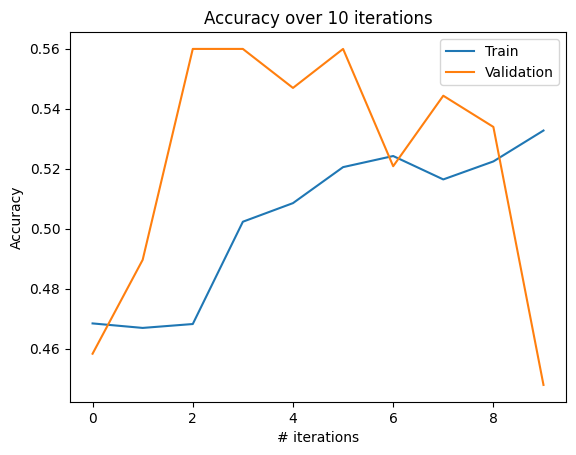 Accuracy over 10 iterations
Train
Validation
0.56
0.54
0.52
0.50
0.48
0.46
Accuracy
0 2 4 6 8
# iterations